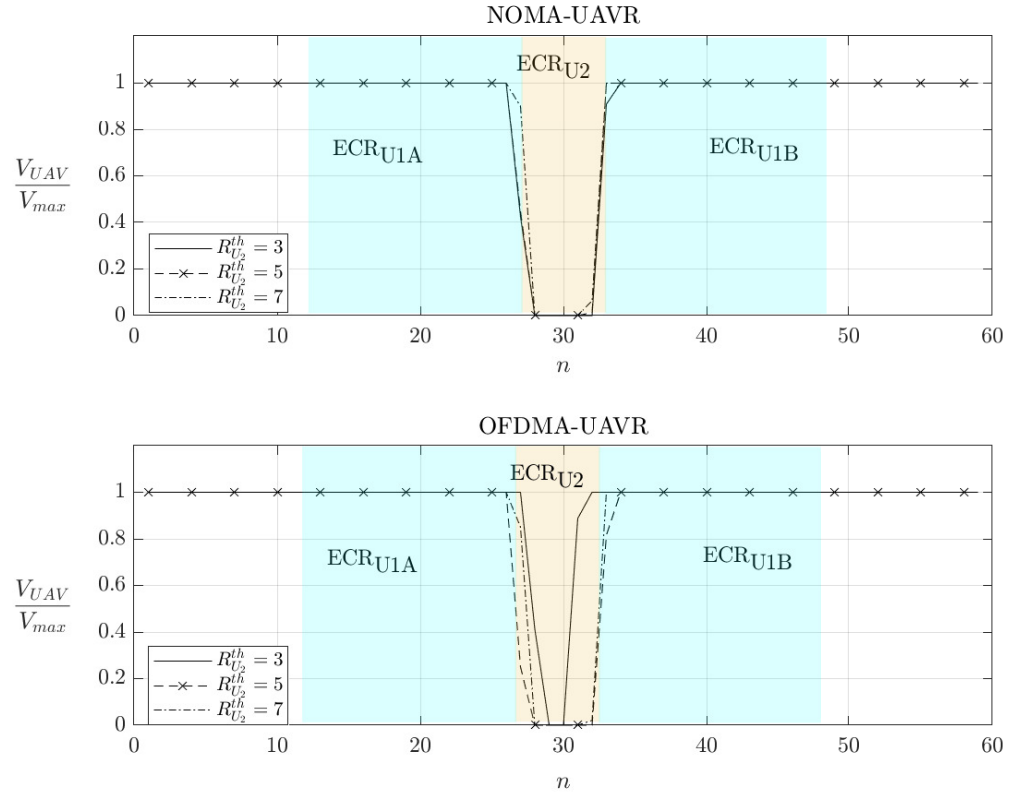 NOMA-UAVR
ECR_U2
ECR_U1A
ECR_U1B
V_UAV
V_max
1
0.8
0.6
0.4
0.2
0
R^th_U2 = 3
R^th_U2 = 5
R^th_U2 = 7
0 10 20 30 40 50 60
n
OFDMA-UAVR
ECR_U2
ECR_U1A
ECR_U1B
V_UAV
V_max
1
0.8
0.6
0.4
0.2
0
R^th_U2 = 3
R^th_U2 = 5
R^th_U2 = 7
0 10 20 30 40 50 60
n